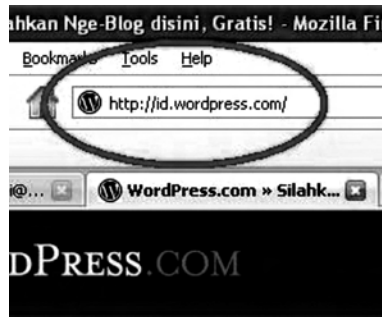 ahkan Nge-Blog disini, Gratis! - Mozilla Fi
Bookmarks Tools Help
http://id.wordpress.com/
i@... WordPress.com » Silahk...
DPRESS.COM